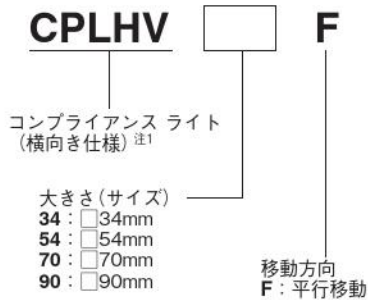 CPLHV □ F
コンプライアンス ライト
（横向き仕様）注1
大きさ（サイズ）
34：□34mm
54：□54mm
70：□70mm
90：□90mm
移動方向
F：平行移動